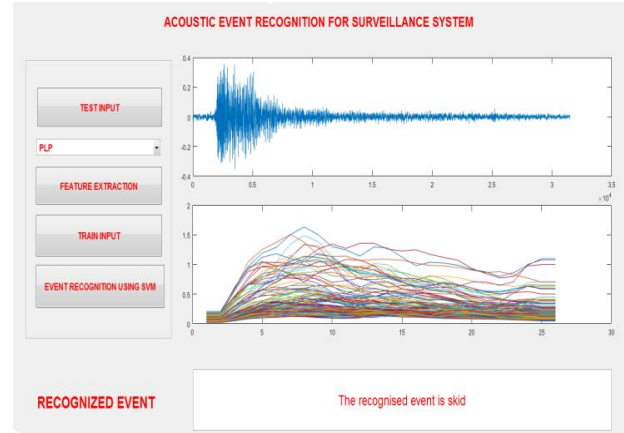 ACOUSTIC EVENT RECOGNITION FOR SURVEILLANCE SYSTEM
TEST INPUT
PLP
FEATURE EXTRACTION
TRAIN INPUT
EVENT RECOGNITION USING SVM
0.4
0.2
0
-0.2
-0.4
0 0.5 1 1.5 2 2.5 3 3.5
×10⁴
2
1.5
1
0.5
0
0 5 10 15 20 25 30
RECOGNIZED EVENT
The recognised event is skid